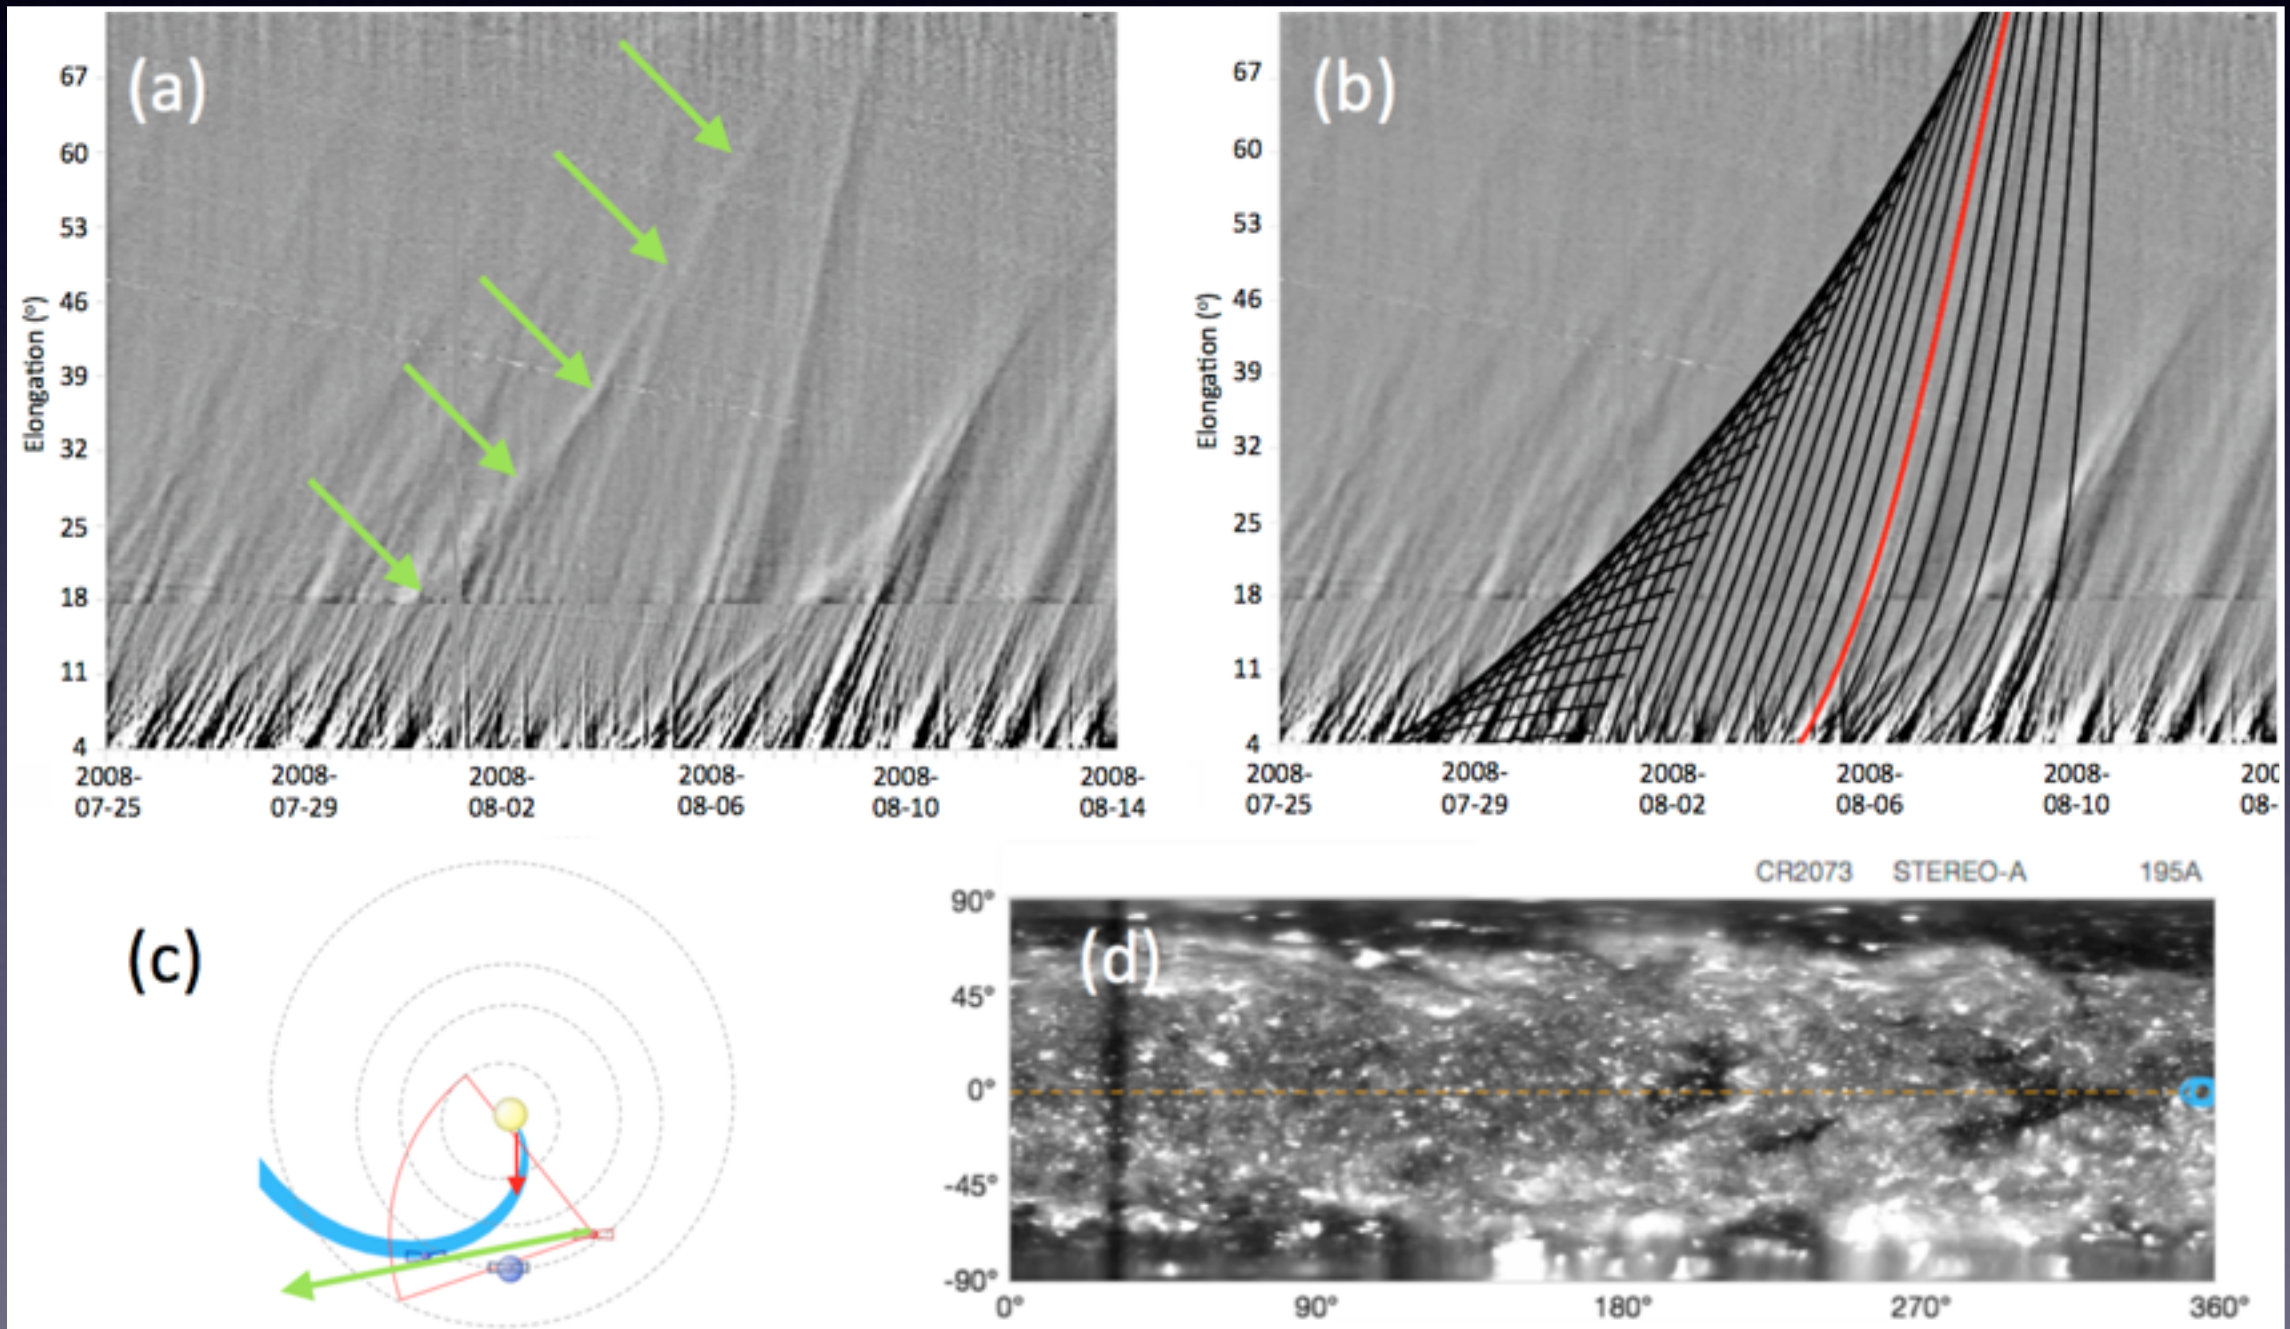 (a)
67
60
53
46
39
32
25
18
11
4
Elongation (°)
2008- 2008- 2008- 2008- 2008- 2008-
07-25 07-29 08-02 08-06 08-10 08-14
(b)
67
60
53
46
39
32
25
18
11
4
Elongation (°)
2008- 2008- 2008- 2008- 2008- 200
07-25 07-29 08-02 08-06 08-10 08-
(c)
CR2073 STEREO-A 195A
(d)
90°
45°
0°
-45°
-90°
0° 90° 180° 270° 360°